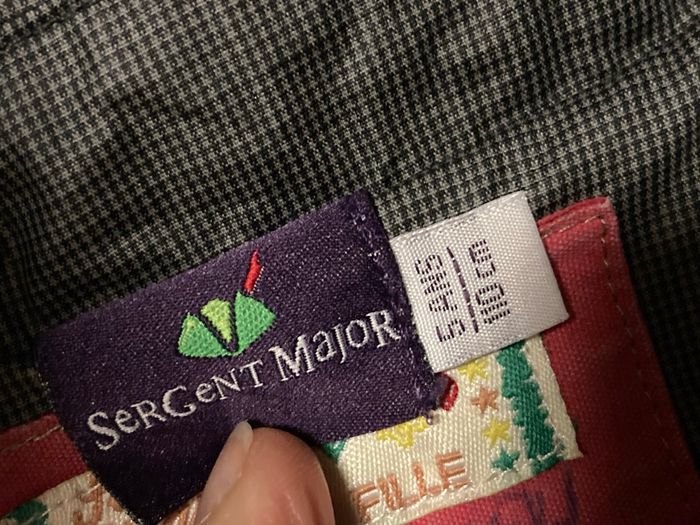 SeRGeNT MajoR
5 ANS
110 cm
FILLE